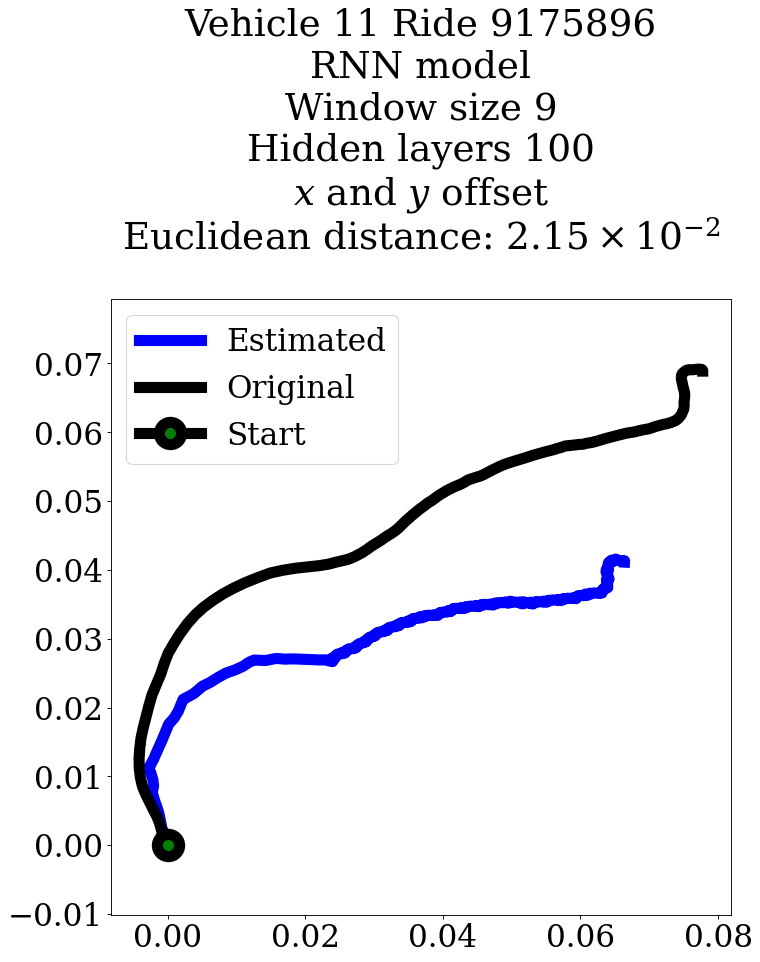 Vehicle 11 Ride 9175896
RNN model
Window size 9
Hidden layers 100
x and y offset
Euclidean distance: 2.15 × 10⁻²
Estimated
Original
Start
0.07
0.06
0.05
0.04
0.03
0.02
0.01
0.00
−0.01
0.00 0.02 0.04 0.06 0.08